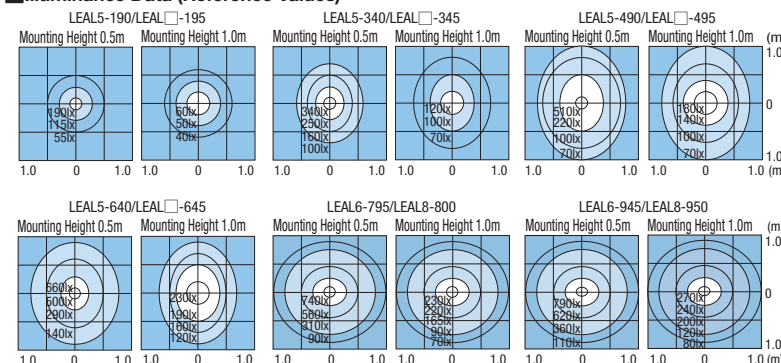 ■Illuminance Data (Reference Values)
LEAL5-190/LEAL□-195
Mounting Height 0.5m
Mounting Height 1.0m
190lx
115lx
55lx
60lx
50lx
40lx
1.0 0 1.0
1.0 0 1.0
LEAL5-340/LEAL□-345
Mounting Height 0.5m
Mounting Height 1.0m
340lx
250lx
160lx
100lx
120lx
100lx
70lx
1.0 0 1.0
1.0 0 1.0
LEAL5-490/LEAL□-495
Mounting Height 0.5m
Mounting Height 1.0m
(m
1.0
0
1.0
510lx
220lx
100lx
70lx
180lx
140lx
100lx
70lx
1.0 0 1.0
1.0 0 1.0 (m
LEAL5-640/LEAL□-645
Mounting Height 0.5m
Mounting Height 1.0m
660lx
500lx
290lx
140lx
230lx
190lx
160lx
120lx
1.0 0 1.0
1.0 0 1.0
LEAL6-795/LEAL8-800
Mounting Height 0.5m
Mounting Height 1.0m
740lx
560lx
310lx
90lx
230lx
220lx
165lx
90lx
70lx
1.0 0 1.0
1.0 0 1.0
LEAL6-945/LEAL8-950
Mounting Height 0.5m
Mounting Height 1.0m
(m
1.0
0
1.0
790lx
620lx
360lx
110lx
270lx
240lx
200lx
120lx
80lx
1.0 0 1.0
1.0 0 1.0 (m